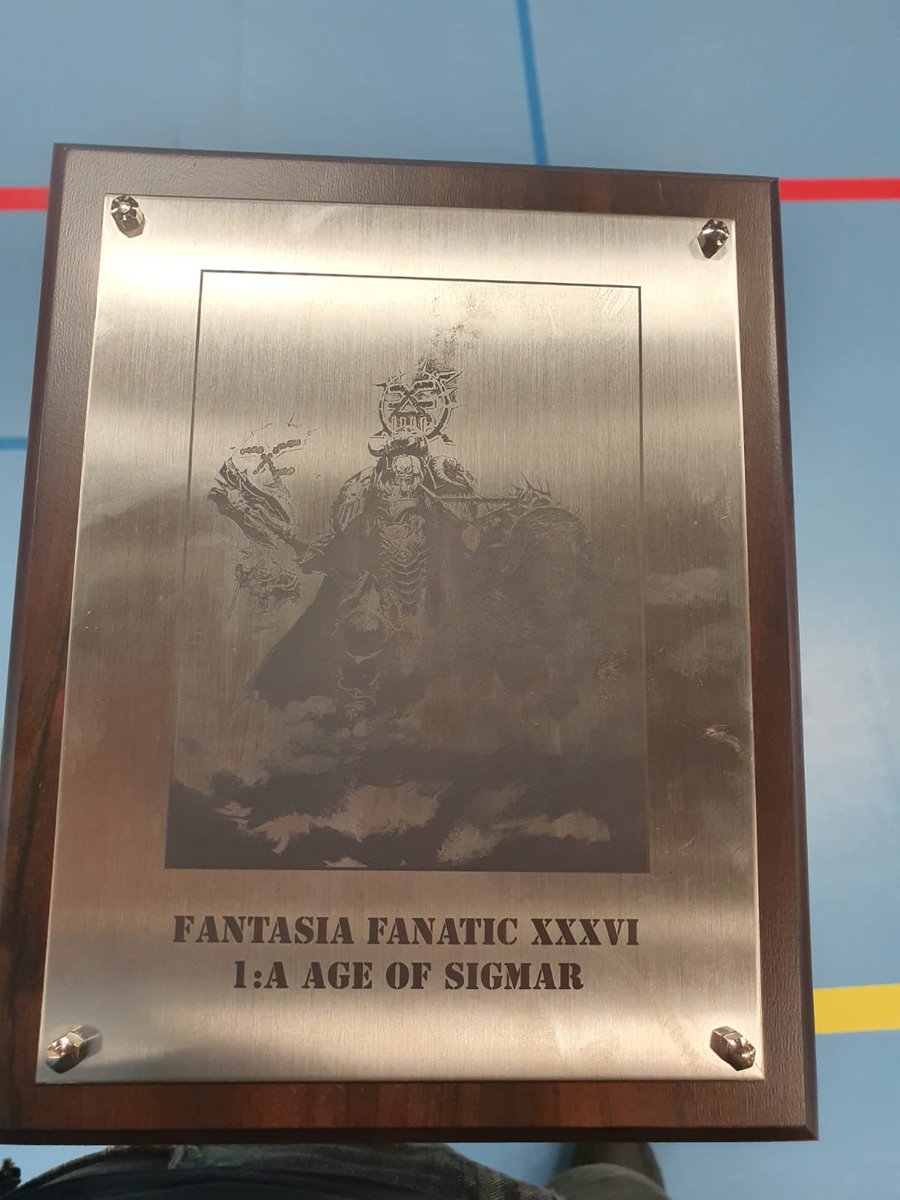 FANTASIA FANATIC XXXVI
1:A AGE OF SIGMAR